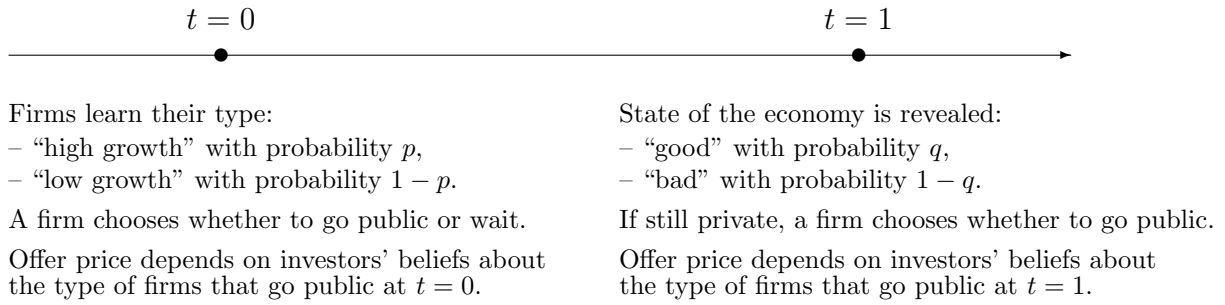 t = 0
t = 1
Firms learn their type:
– “high growth” with probability p,
– “low growth” with probability 1 − p.
A firm chooses whether to go public or wait.
Offer price depends on investors’ beliefs about
the type of firms that go public at t = 0.
State of the economy is revealed:
– “good” with probability q,
– “bad” with probability 1 − q.
If still private, a firm chooses whether to go public.
Offer price depends on investors’ beliefs about
the type of firms that go public at t = 1.